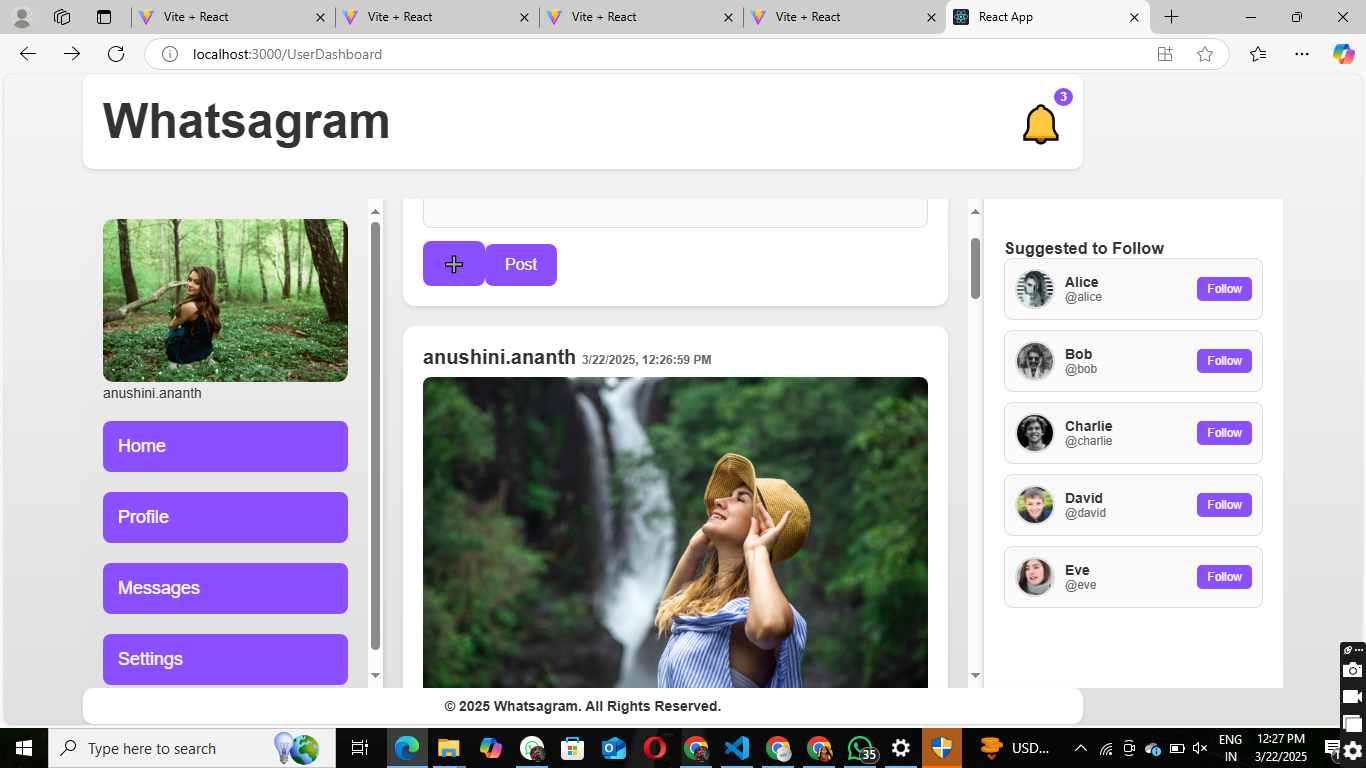 Vite + React
Vite + React
Vite + React
Vite + React
React App
localhost:3000/UserDashboard
Whatsagram
3
anushini.ananth
Home
Profile
Messages
Settings
Post
anushini.ananth 3/22/2025, 12:26:59 PM
Suggested to Follow
Alice
@alice
Follow
Bob
@bob
Follow
Charlie
@charlie
Follow
David
@david
Follow
Eve
@eve
Follow
© 2025 Whatsagram. All Rights Reserved.
Type here to search
35
USD...
ENG
IN
12:27 PM
3/22/2025